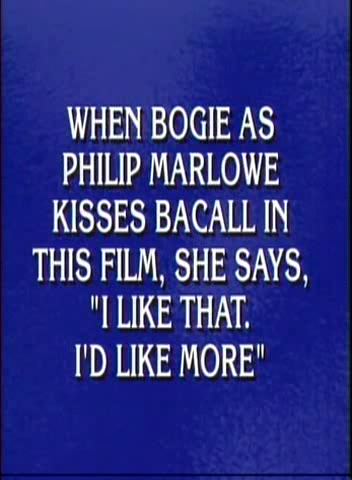 WHEN BOGIE AS
PHILIP MARLOWE
KISSES BACALL IN
THIS FILM, SHE SAYS,
"I LIKE THAT.
I'D LIKE MORE"